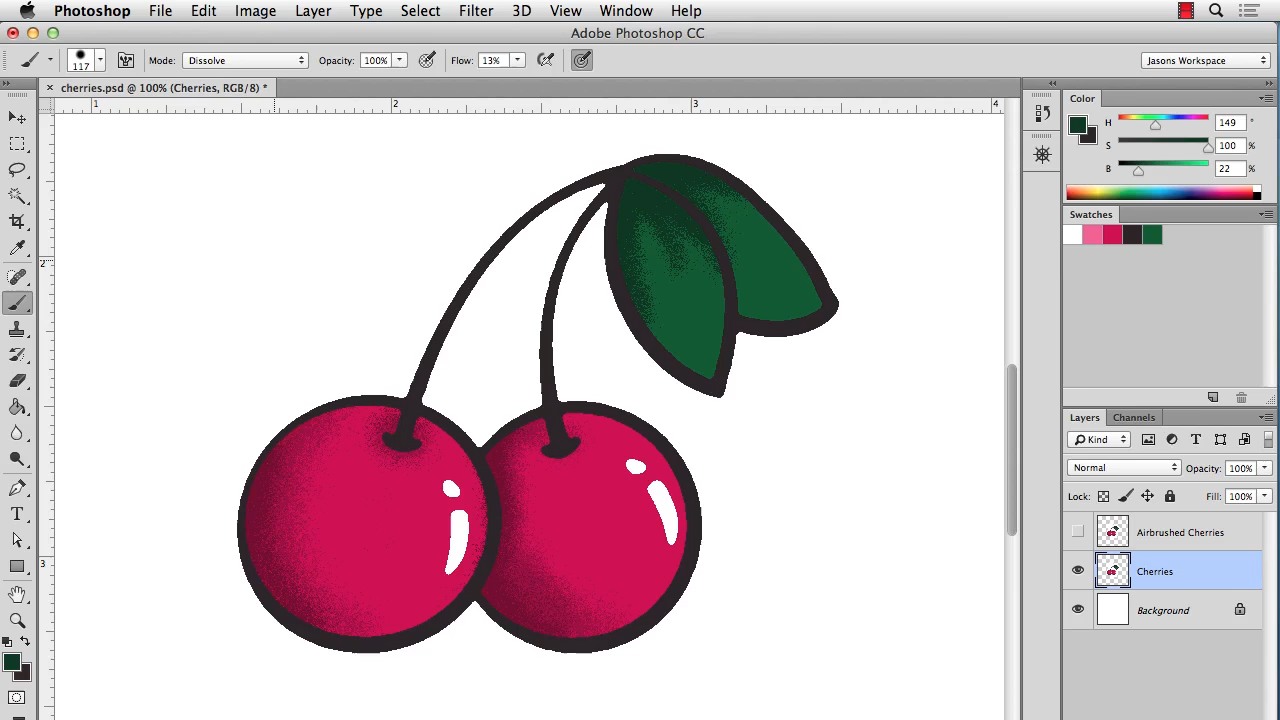 Photoshop File Edit Image Layer Type Select Filter 3D View Window Help
Adobe Photoshop CC
117 Mode: Dissolve Opacity: 100% Flow: 13% Jasons Workspace
× cherries.psd @ 100% (Cherries, RGB/8) *
1 2 3 4
2
3
Color
H 149 °
S 100 %
B 22 %
Swatches
Layers Channels
Kind T
Normal Opacity: 100%
Lock: Fill: 100%
Airbrushed Cherries
Cherries
Background
T